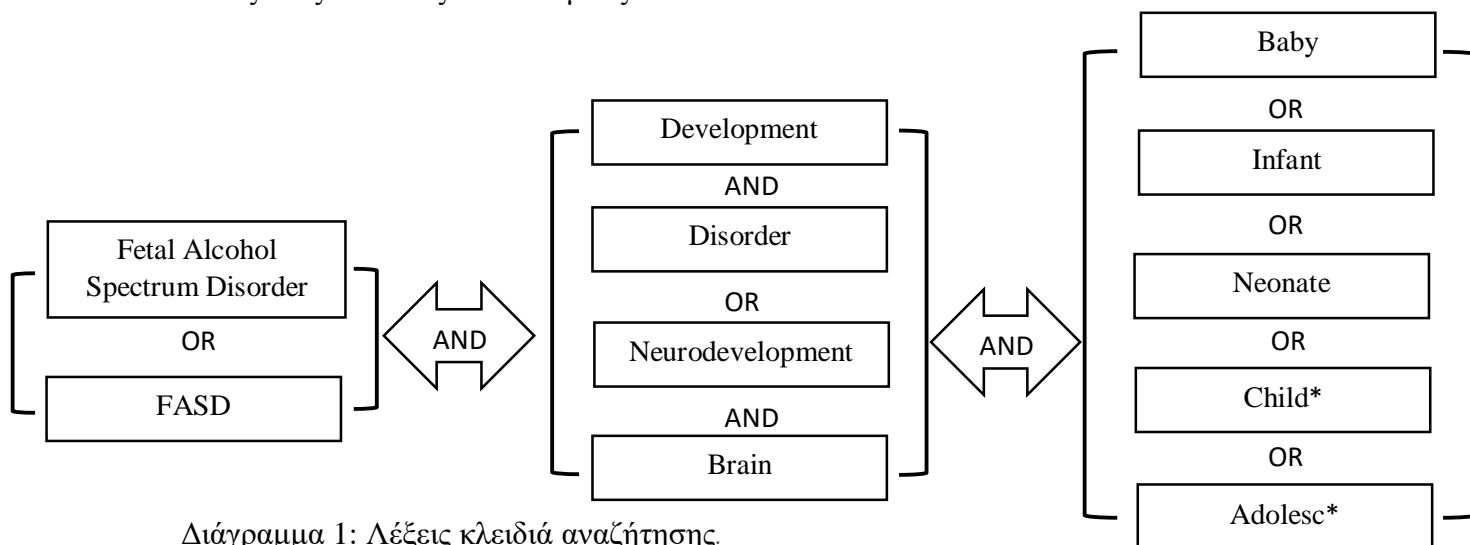 Fetal Alcohol
Spectrum Disorder
OR
FASD
AND
Development
AND
Disorder
OR
Neurodevelopment
AND
Brain
AND
Baby
OR
Infant
OR
Neonate
OR
Child*
OR
Adolesc*
Διάγραμμα 1: Λέξεις κλειδιά αναζήτησης.